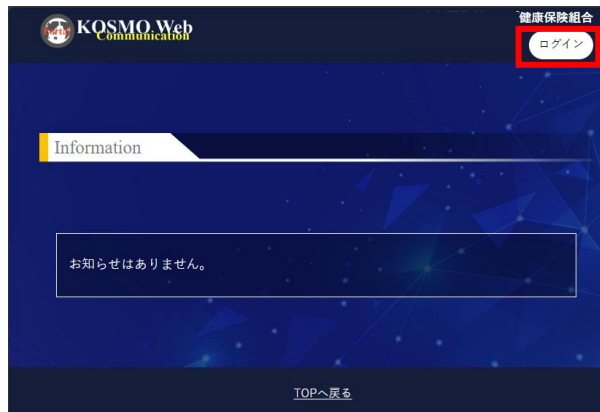 健康保険組合
Portal
KOSMO Web
Communication
ログイン
Information
お知らせはありません。
TOPへ戻る